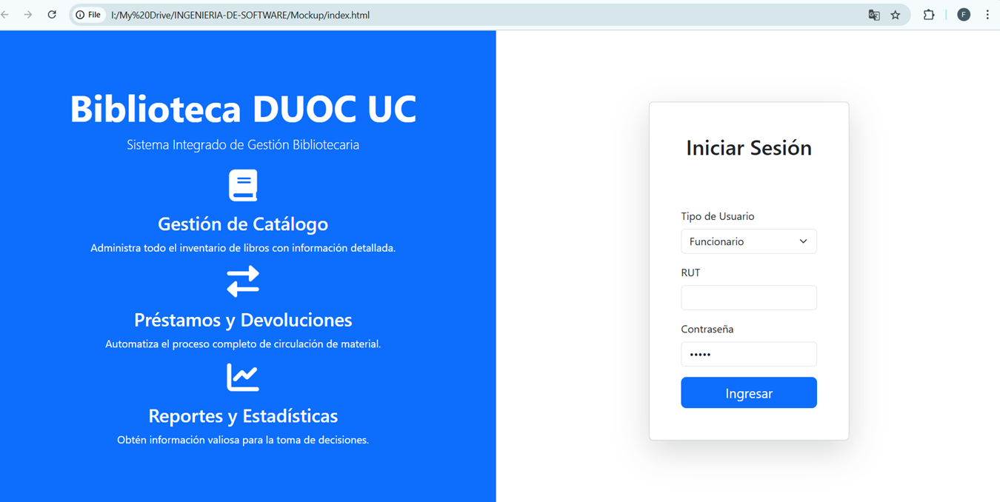 File
I:/My%20Drive/INGENIERIA-DE-SOFTWARE/Mockup/index.html
F
Biblioteca DUOC UC
Sistema Integrado de Gestión Bibliotecaria
Gestión de Catálogo
Administra todo el inventario de libros con información detallada.
Préstamos y Devoluciones
Automatiza el proceso completo de circulación de material.
Reportes y Estadísticas
Obtén información valiosa para la toma de decisiones.
Iniciar Sesión
Tipo de Usuario
Funcionario
RUT
Contraseña
•••••
Ingresar